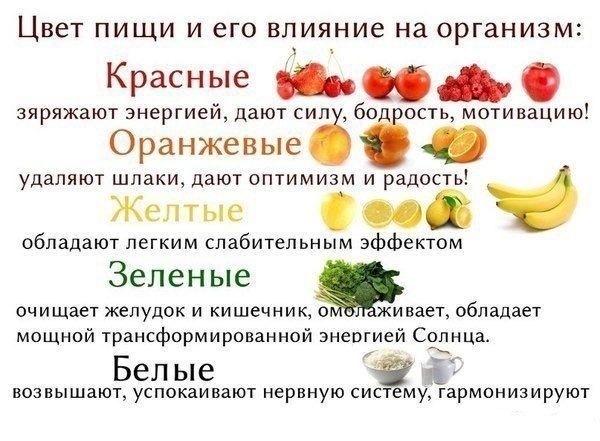 Цвет пищи и его влияние на организм:
Красные
зяряжают энергией, дают силу, бодрость, мотивацию!
Оранжевые
удаляют шлаки, дают оптимизм и радость!
Желтые
обладают легким слабительным эффектом
Зеленые
очищает желудок и кишечник, омолаживает, обладает
мощной трансформированной энергией Солнца.
Белые
возвышают, успокаивают нервную систему, гармонизируют